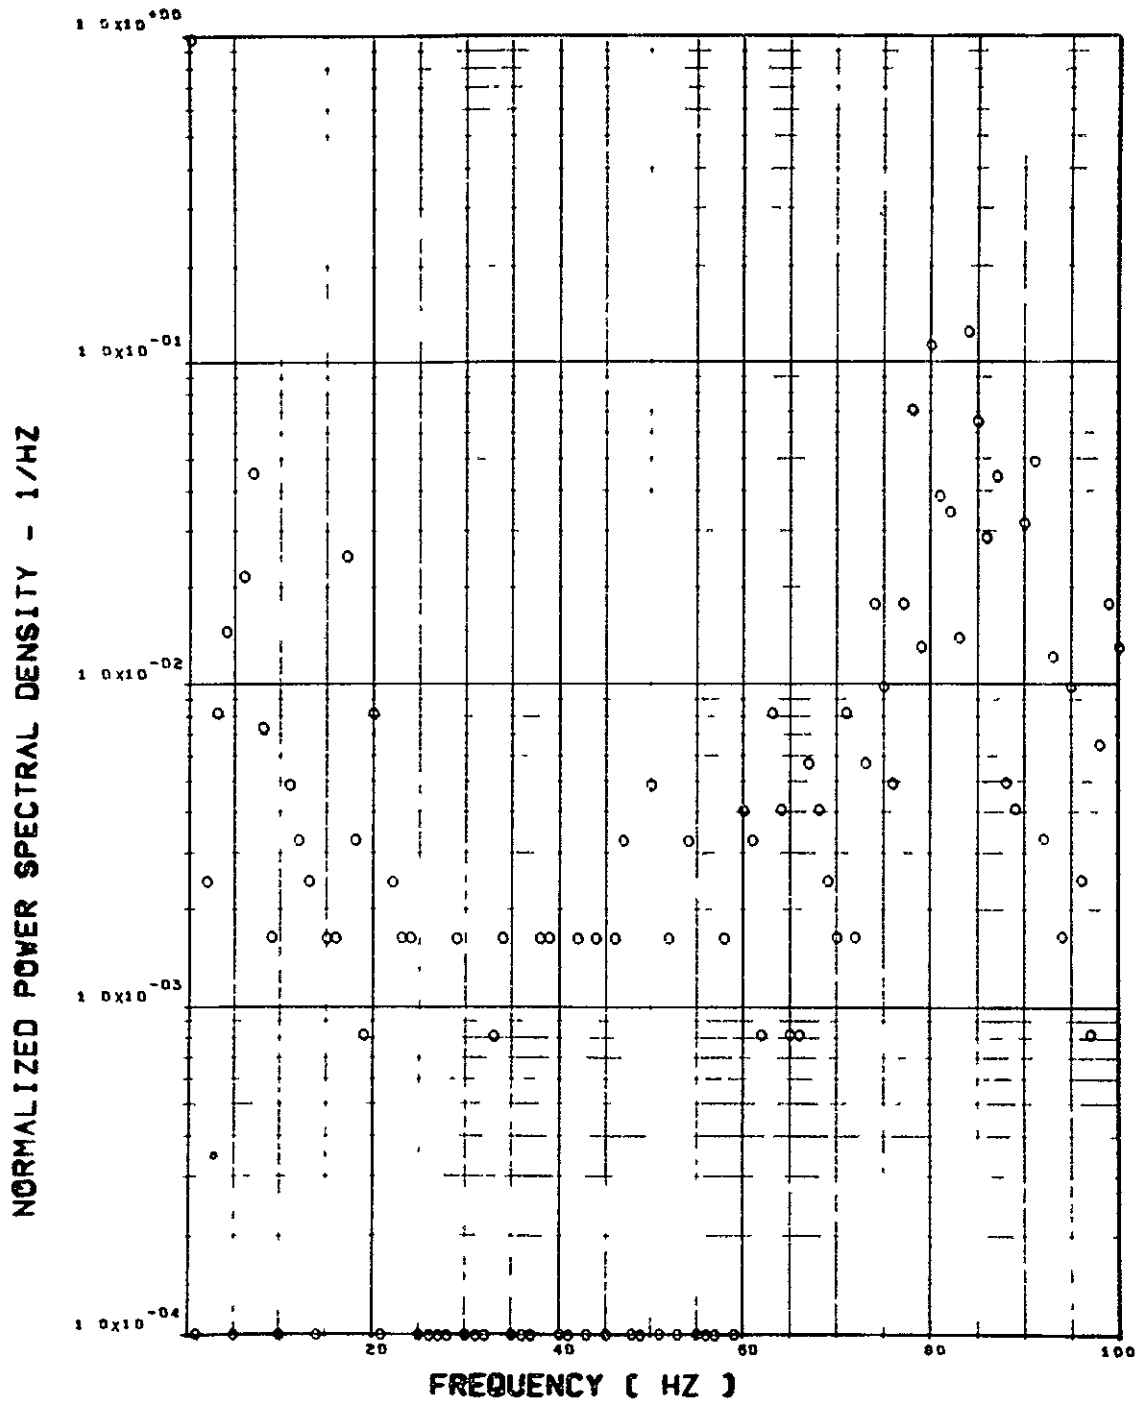 1 0x10+00
1 0x10-01
1 0x10-02
1 0x10-03
1 0x10-04
NORMALIZED POWER SPECTRAL DENSITY - 1/HZ
20 40 60 80 100
FREQUENCY [ HZ ]